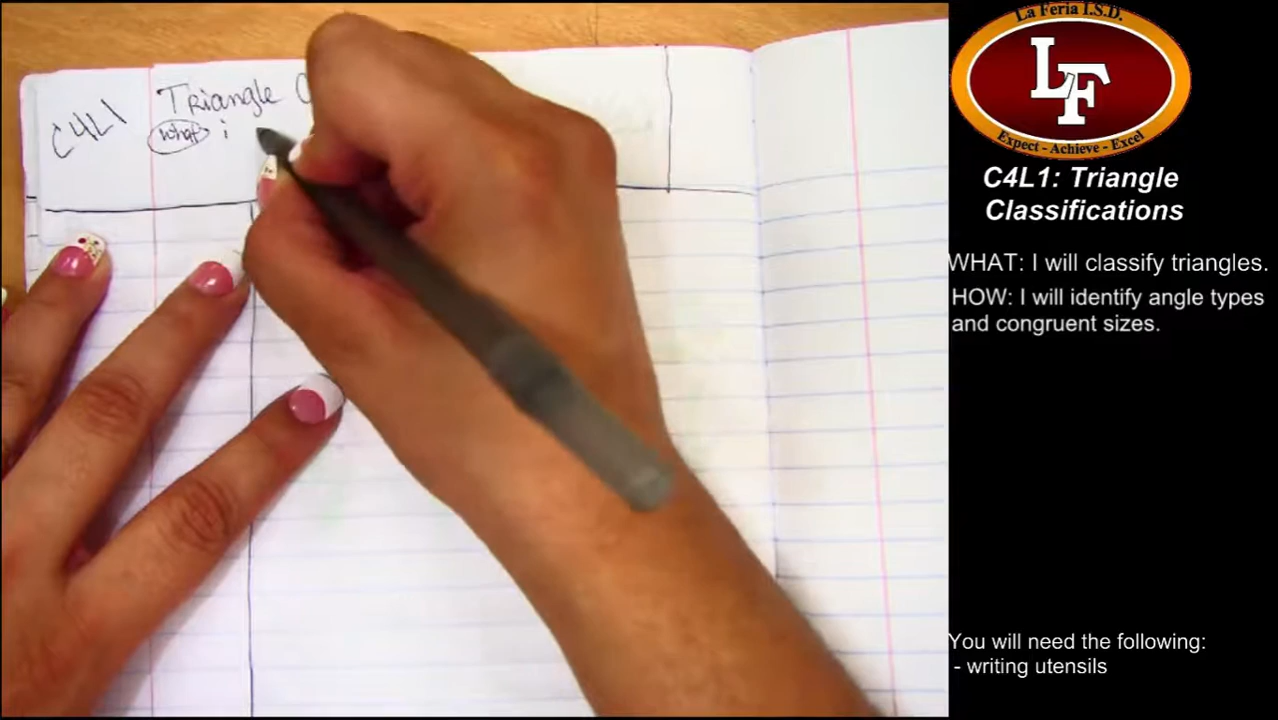 C4L1
Triangle C
What i
La Feria I.S.D.
LF
Expect - Achieve - Excel
C4L1: Triangle
Classifications
WHAT: I will classify triangles.
HOW: I will identify angle types
and congruent sizes.
You will need the following:
- writing utensils